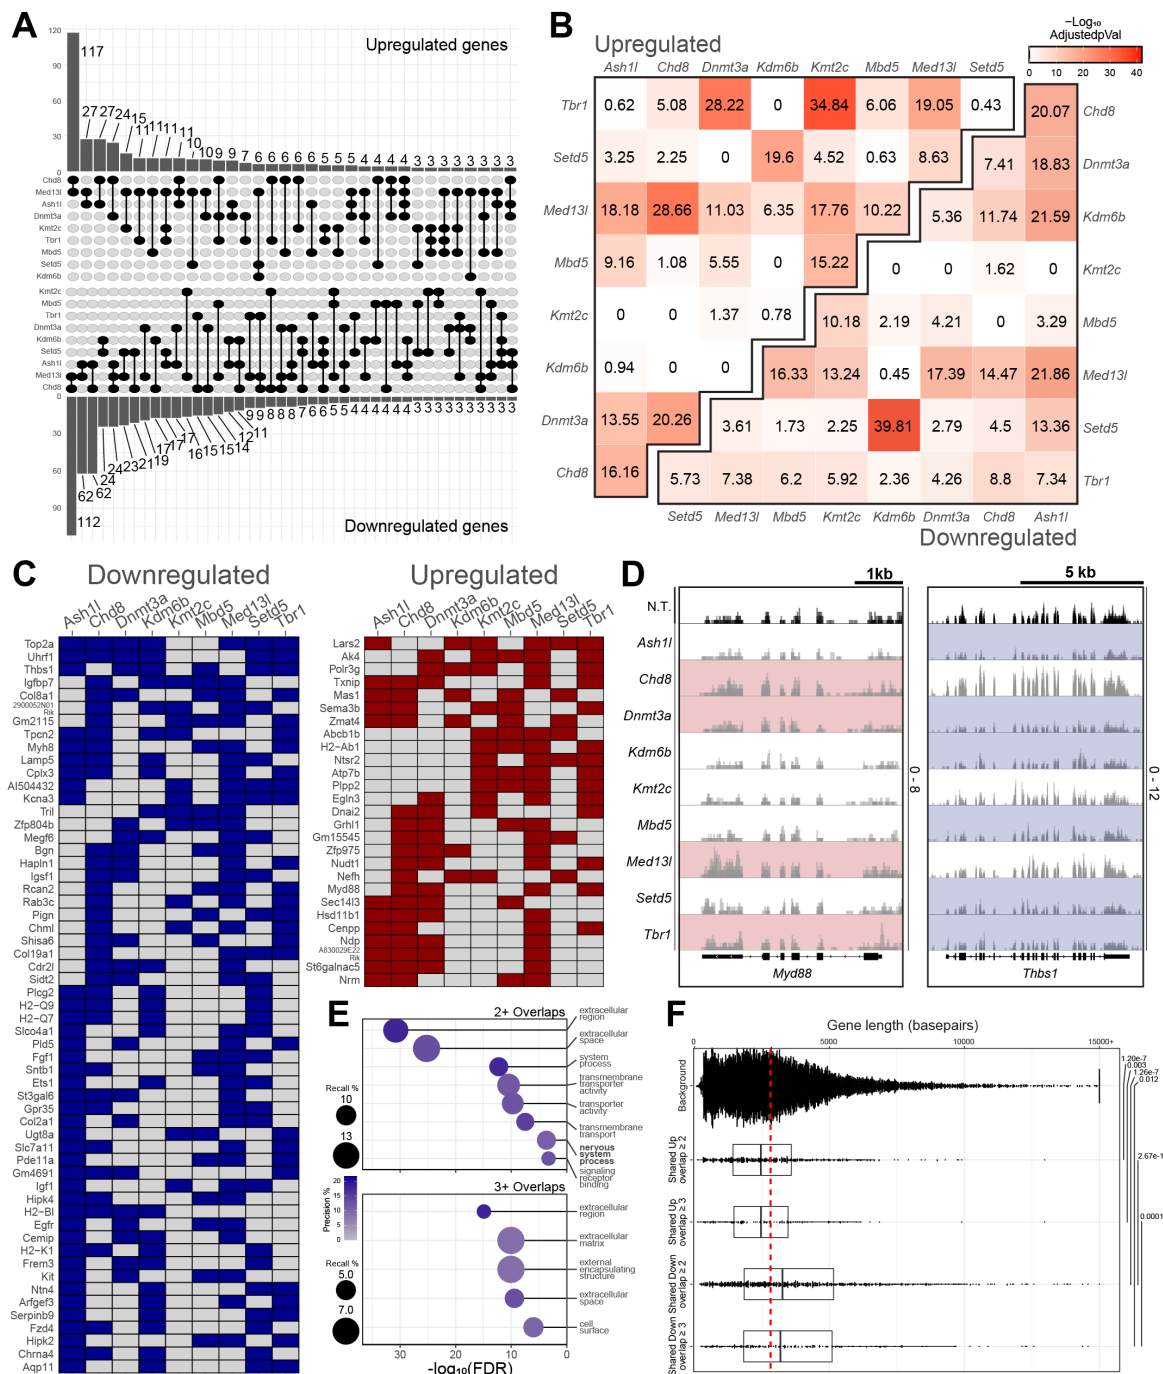 A
Upregulated genes
120
90
60
30
0
117
27
27
24
15
11
11
11
11
10
10
9
9
7
6
6
6
6
5
5
5
5
4
4
4
4
3
3
3
3
3
3
3
3
Chd8
Med13l
Ash1l
Dnmt3a
Kmt2c
Tbr1
Mbd5
Setd5
Kdm6b
Kmt2c
Mbd5
Tbr1
Dnmt3a
Kdm6b
Setd5
Ash1l
Med13l
Chd8
0
30
60
90
112
62
62
24
24
23
21
19
17
17
17
16
15
15
14
12
11
9
9
8
8
8
7
6
6
5
5
4
4
4
4
4
3
3
3
3
3
3
3
3
3
Downregulated genes
B
Upregulated
−Log₁₀
AdjustedpVal
0 10 20 30 40
Ash1l Chd8 Dnmt3a Kdm6b Kmt2c Mbd5 Med13l Setd5
Tbr1 0.62 5.08 28.22 0 34.84 6.06 19.05 0.43 20.07 Chd8
Setd5 3.25 2.25 0 19.6 4.52 0.63 8.63 7.41 18.83 Dnmt3a
Med13l 18.18 28.66 11.03 6.35 17.76 10.22 5.36 11.74 21.59 Kdm6b
Mbd5 9.16 1.08 5.55 0 15.22 0 0 1.62 0 Kmt2c
Kmt2c 0 0 1.37 0.78 10.18 2.19 4.21 0 3.29 Mbd5
Kdm6b 0.94 0 0 16.33 13.24 0.45 17.39 14.47 21.86 Med13l
Dnmt3a 13.55 20.26 3.61 1.73 2.25 39.81 2.79 4.5 13.36 Setd5
Chd8 16.16 5.73 7.38 6.2 5.92 2.36 4.26 8.8 7.34 Tbr1
Setd5 Med13l Mbd5 Kmt2c Kdm6b Dnmt3a Chd8 Ash1l
Downregulated
C
Downregulated
Ash1l Chd8 Dnmt3a Kdm6b Kmt2c Mbd5 Med13l Setd5 Tbr1
Top2a
Uhrf1
Thbs1
Igfbp7
Col8a1
2900052N01
Rik
Gm2115
Tpcn2
Myh8
Lamp5
Cplx3
AI504432
Kcna3
Tril
Zfp804b
Megf6
Bgn
Hapln1
Igsf1
Rcan2
Rab3c
Pign
Chml
Shisa6
Col19a1
Cdr2l
Sidt2
Plcg2
H2−Q9
H2−Q7
Slco4a1
Pld5
Fgf1
Sntb1
Ets1
St3gal6
Gpr35
Col2a1
Ugt8a
Slc7a11
Pde11a
Gm4691
Igf1
Hipk4
H2−Bl
Egfr
Cemip
H2−K1
Frem3
Kit
Ntn4
Arfgef3
Serpinb9
Fzd4
Hipk2
Chrna4
Aqp11
Upregulated
Ash1l Chd8 Dnmt3a Kdm6b Kmt2c Mbd5 Med13l Setd5 Tbr1
Lars2
Ak4
Polr3g
Txnip
Mas1
Sema3b
Zmat4
Abcb1b
H2−Ab1
Ntsr2
Atp7b
Plpp2
Egln3
Dnai2
Grhl1
Gm15545
Zfp975
Nudt1
Nefh
Myd88
Sec14l3
Hsd11b1
Cenpp
Ndp
A830029E22
Rik
St6galnac5
Nrm
D
1kb
5 kb
N.T.
Ash1l
Chd8
Dnmt3a
Kdm6b
Kmt2c
Mbd5
Med13l
Setd5
Tbr1
0 - 8
0 - 12
Myd88
Thbs1
E
2+ Overlaps
extracellular
region
extracellular
space
system
process
transmembrane
transporter
activity
transporter
activity
transmembrane
transport
nervous
system
process
signaling
receptor
binding
Recall %
10
13
Precision %
20
15
10
5
0
Recall %
5.0
7.0
3+ Overlaps
extracellular
region
extracellular
matrix
external
encapsulating
structure
extracellular
space
cell
surface
30 20 10 0
-log₁₀(FDR)
F
Gene length (basepairs)
0 5000 10000 15000+
Background
Shared Up
overlap ≥ 2
Shared Up
overlap ≥ 3
Shared Down
overlap ≥ 2
Shared Down
overlap ≥ 3
1.20e-7
0.003
1.26e-7
0.012
2.67e-1
0.0001